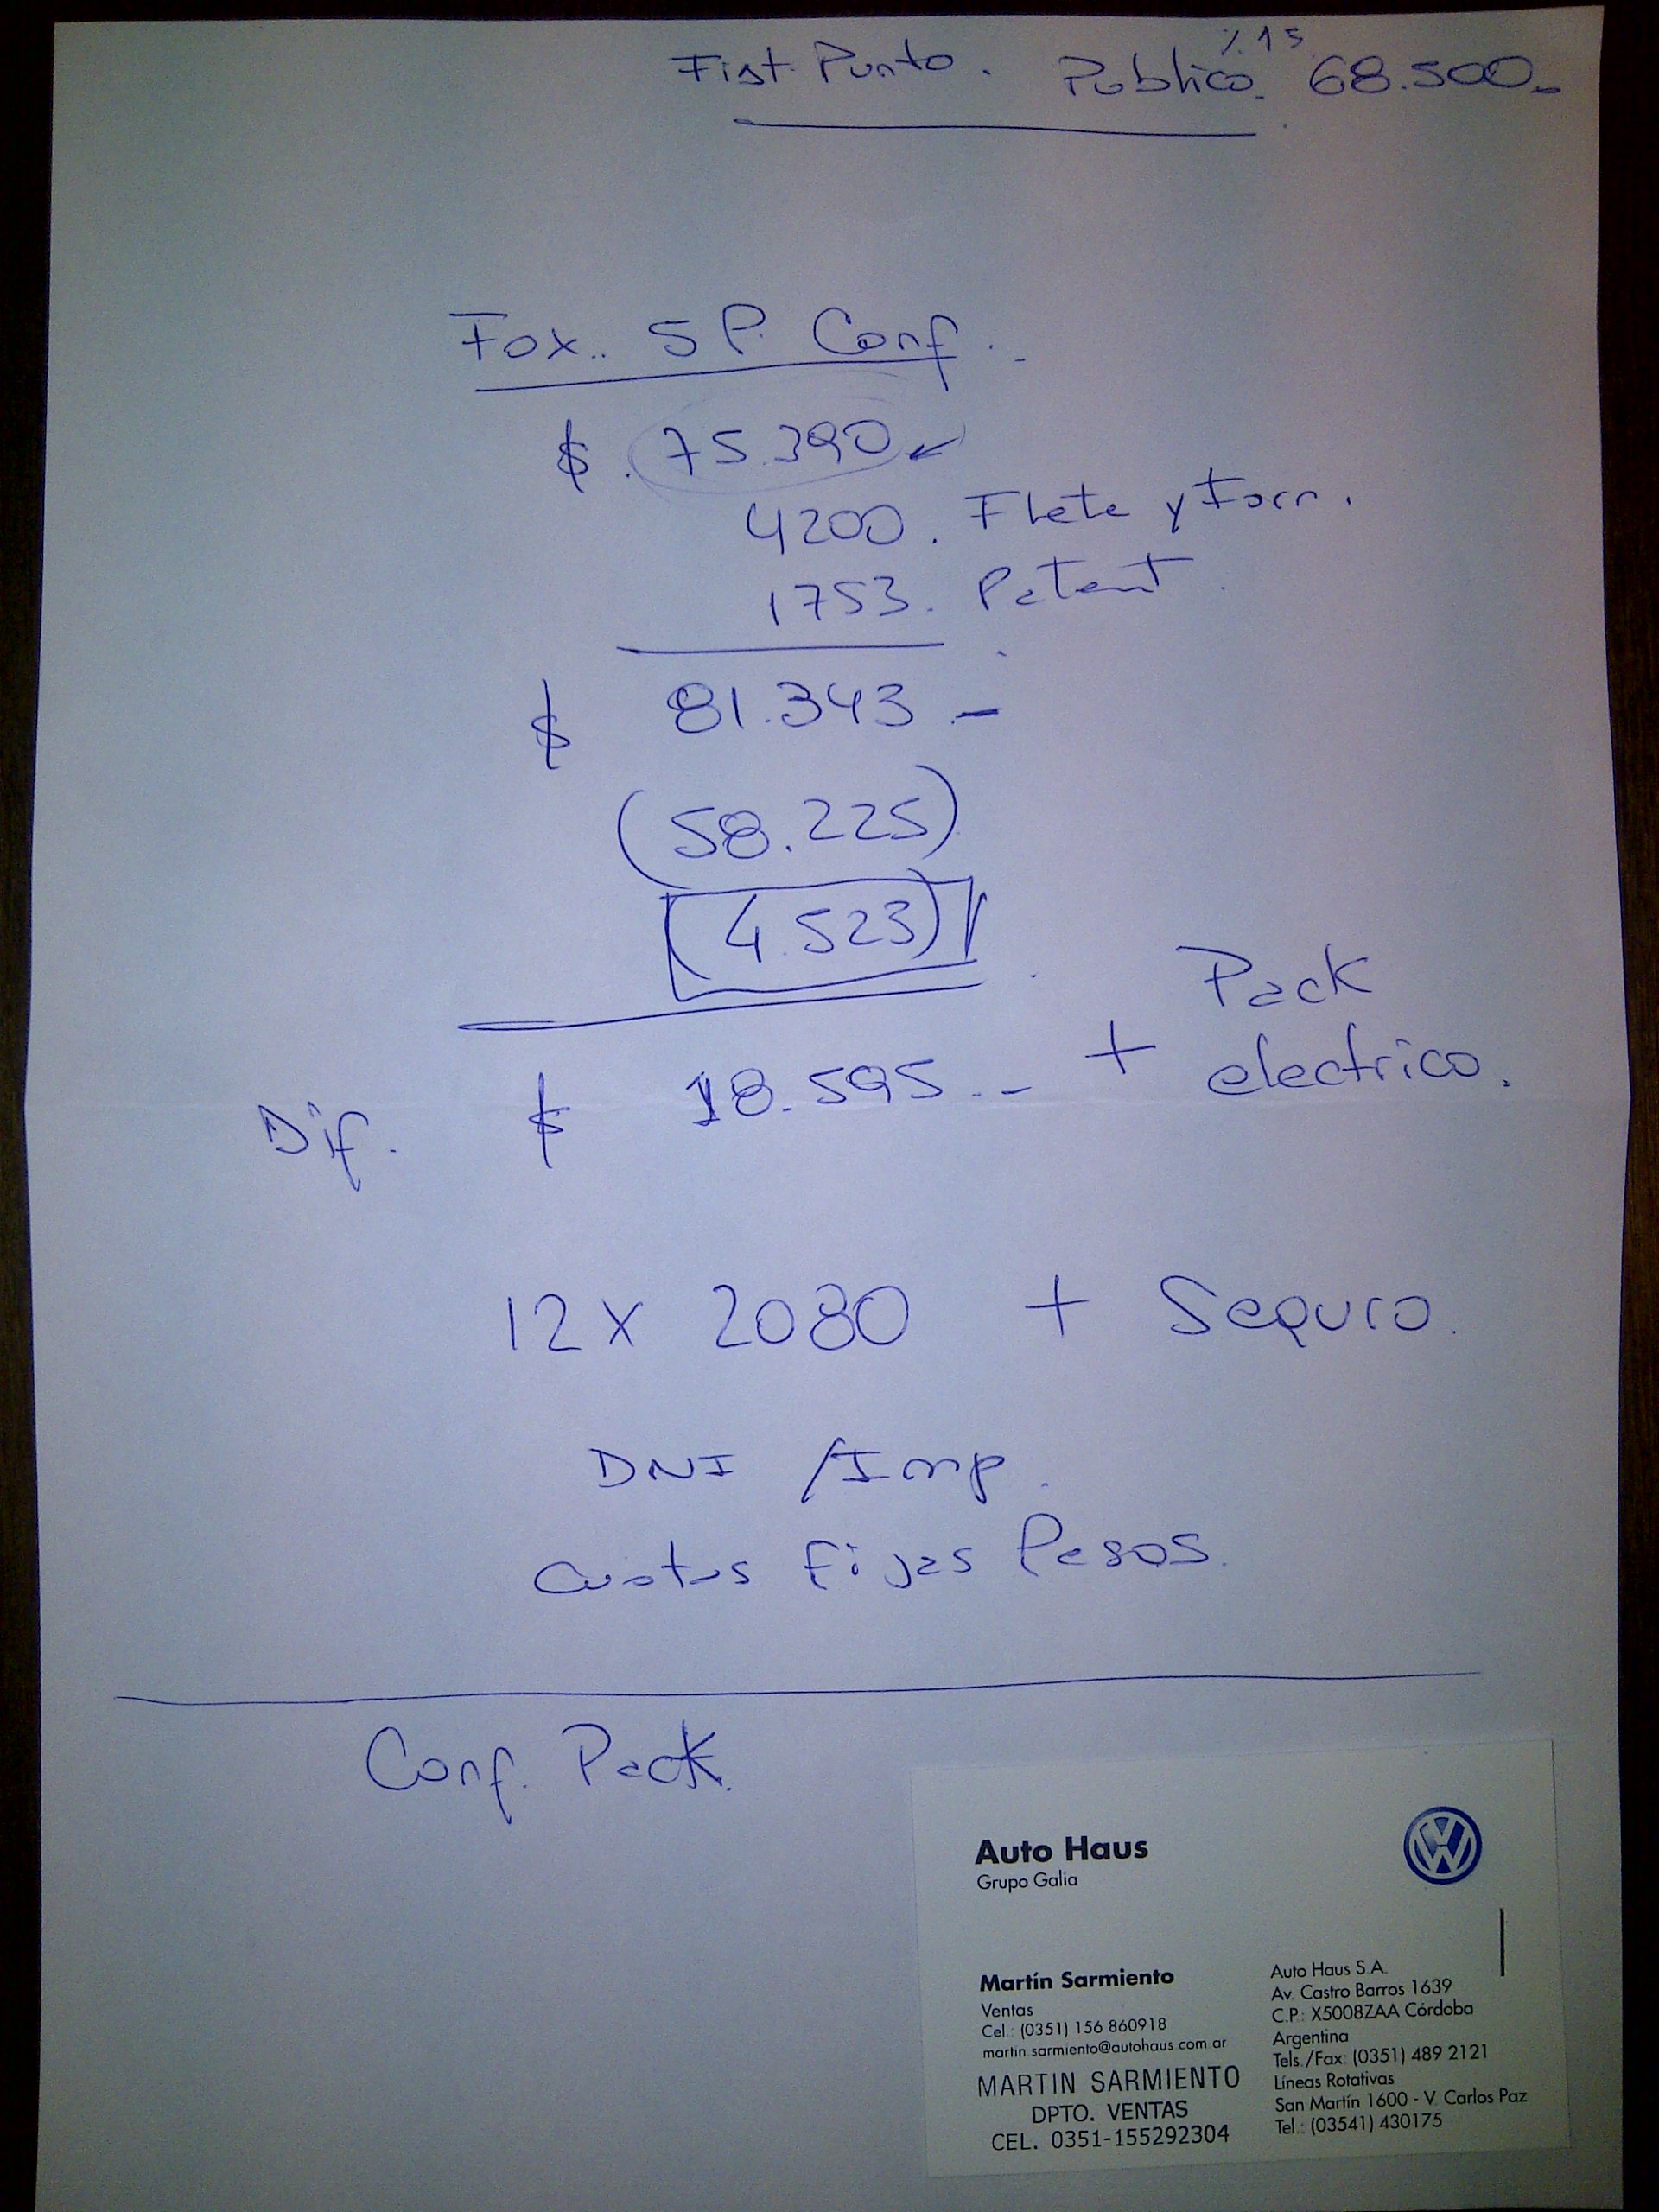 Fiat Punto. Publico. %15 68.500.-
Fox.. 5P. Conf..-
$.75.390
4200. Flete y Form.
1753. Patent.
$ 81.343-
(58.225)
(4.523)
Dif. $ 18.595.- + Pack electrico.
12x 2080 + Seguro.
DNI /Imp.
Cuotas Fijas Pesos.
Conf. Pack.
Auto Haus
Grupo Galia
Martín Sarmiento
Ventas
Cel.: (0351) 156 860918
martin.sarmiento@autohaus.com.ar
MARTIN SARMIENTO
DPTO. VENTAS
CEL. 0351-155292304
Auto Haus S.A.
Av. Castro Barros 1639
C.P.: X5008ZAA Córdoba
Argentina
Tels./Fax: (0351) 489 2121
Líneas Rotativas
San Martín 1600 - V. Carlos Paz
Tel.: (03541) 430175